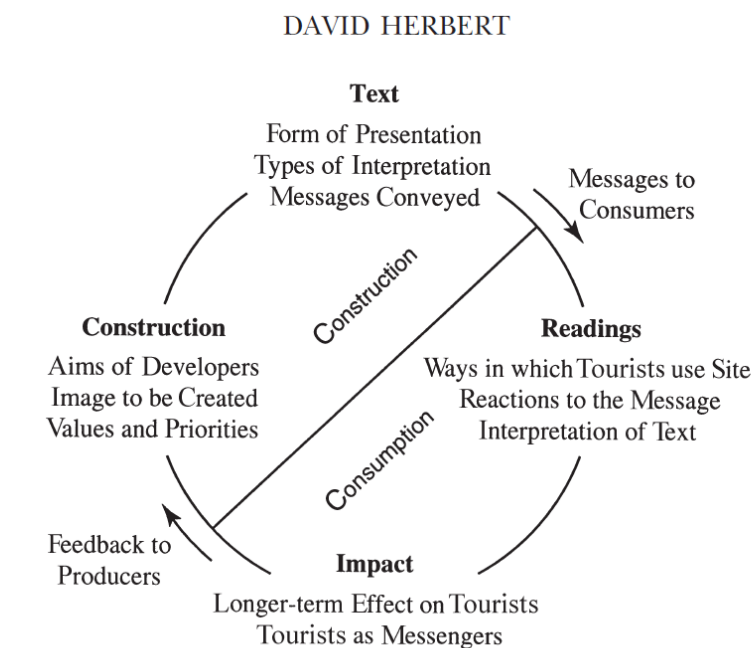 DAVID HERBERT
Text
Form of Presentation
Types of Interpretation
Messages Conveyed
Messages to
Consumers
Construction
Construction
Aims of Developers
Image to be Created
Values and Priorities
Readings
Ways in which Tourists use Site
Reactions to the Message
Interpretation of Text
Consumption
Feedback to
Producers
Impact
Longer-term Effect on Tourists
Tourists as Messengers